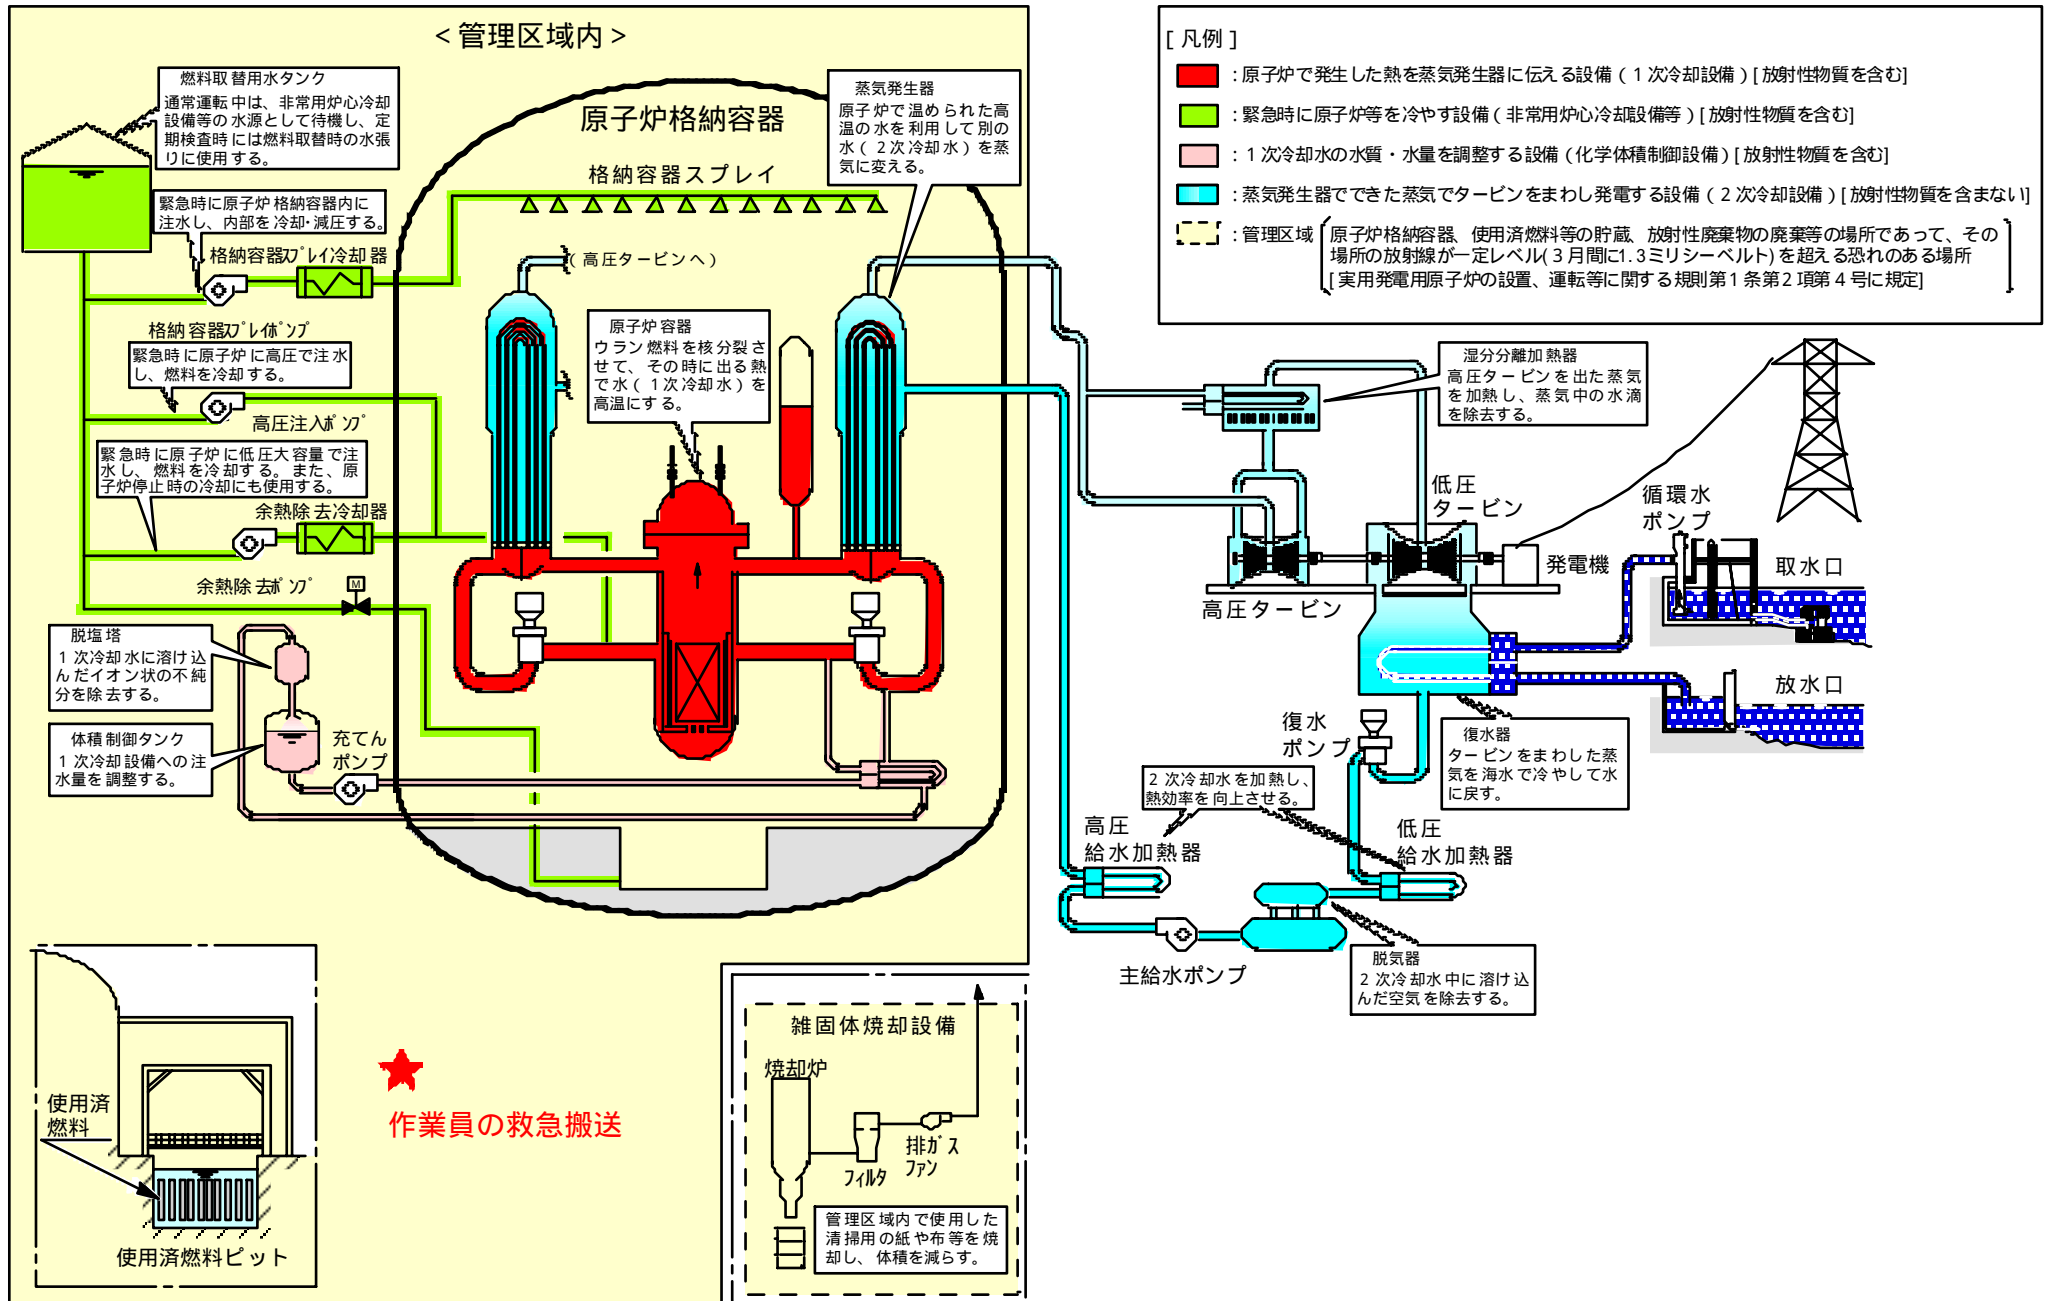 ＜管理区域内＞
燃料取替用水タンク
通常運転中は、非常用炉心冷却
設備等の水源として待機し、定
期検査時には燃料取替時の水張
りに使用する。
緊急時に原子炉格納容器内に
注水し、内部を冷却・減圧する。
格納容器ｽﾌﾟﾚｲ冷却器
格納容器ｽﾌﾟﾚｲﾎﾟﾝﾌﾟ
緊急時に原子炉に高圧で注水
し、燃料を冷却する。
高圧注入ﾎﾟﾝﾌﾟ
緊急時に原子炉に低圧大容量で注
水し、燃料を冷却する。また、原
子炉停止時の冷却にも使用する。
余熱除去冷却器
余熱除去ﾎﾟﾝﾌﾟ
M
脱塩塔
１次冷却水に溶け込
んだイオン状の不純
分を除去する。
体積制御タンク
１次冷却設備への注
水量を調整する。
充てん
ポンプ
原子炉格納容器
格納容器スプレイ
蒸気発生器
原子炉で温められた高
温の水を利用して別の
水（２次冷却水）を蒸
気に変える。
（高圧タービンへ）
原子炉容器
ウラン燃料を核分裂さ
せて、その時に出る熱
で水（１次冷却水）を
高温にする。
[凡例]
：原子炉で発生した熱を蒸気発生器に伝える設備（１次冷却設備）[放射性物質を含む]
：緊急時に原子炉等を冷やす設備（非常用炉心冷却設備等）[放射性物質を含む]
：１次冷却水の水質・水量を調整する設備（化学体積制御設備）[放射性物質を含む]
：蒸気発生器でできた蒸気でタービンをまわし発電する設備（２次冷却設備）[放射性物質を含まない]
：管理区域
原子炉格納容器、使用済燃料等の貯蔵、放射性廃棄物の廃棄等の場所であって、その
場所の放射線が一定レベル(３月間に1.3ミリシーベルト)を超える恐れのある場所
[実用発電用原子炉の設置、運転等に関する規則第１条第２項第４号に規定]
湿分分離加熱器
高圧タービンを出た蒸気
を加熱し、蒸気中の水滴
を除去する。
低圧
タービン
高圧タービン
発電機
循環水
ポンプ
取水口
放水口
復水
ポンプ
復水器
タービンをまわした蒸
気を海水で冷やして水
に戻す。
２次冷却水を加熱し、
熱効率を向上させる。
高圧
給水加熱器
低圧
給水加熱器
主給水ポンプ
脱気器
２次冷却水中に溶け込
んだ空気を除去する。
使用済
燃料
使用済燃料ピット
作業員の救急搬送
雑固体焼却設備
焼却炉
フィルタ
排ガス
ファン
管理区域内で使用した
清掃用の紙や布等を焼
却し、体積を減らす。